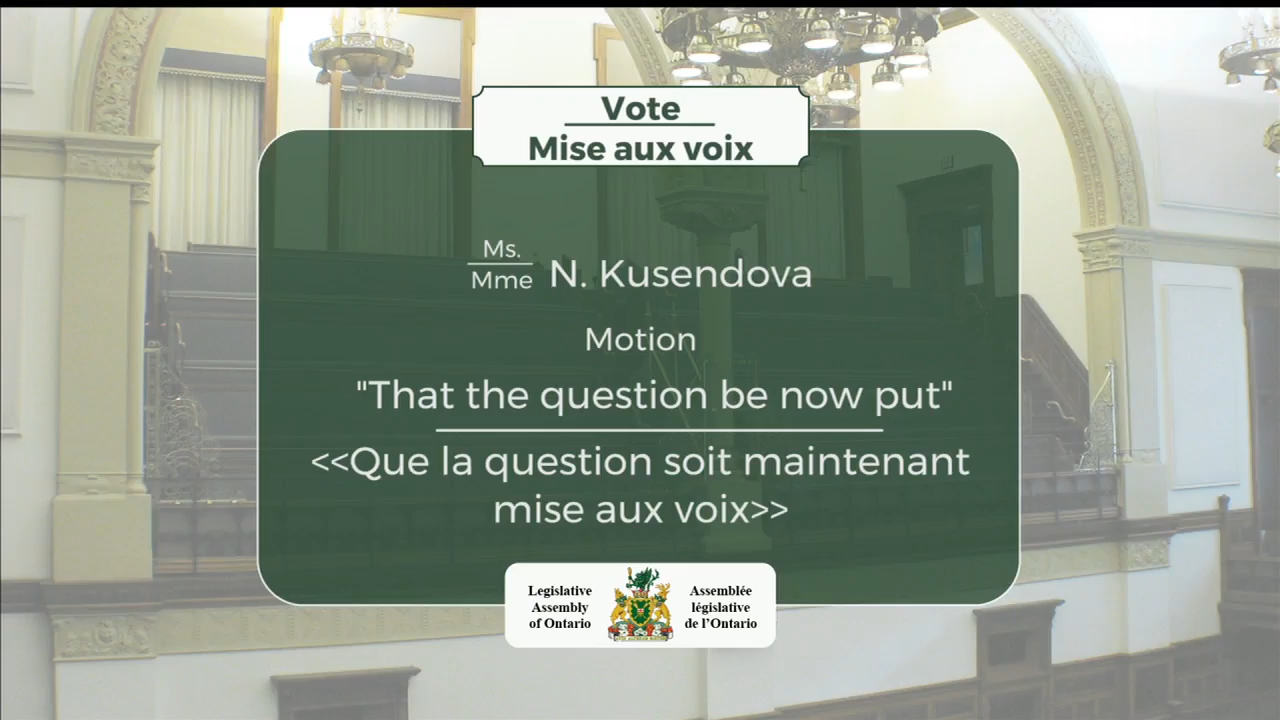 Vote
Mise aux voix
Ms.
Mme N. Kusendova
Motion
"That the question be now put"
<<Que la question soit maintenant
mise aux voix>>
Legislative
Assembly
of Ontario
Assemblée
législative
de l'Ontario